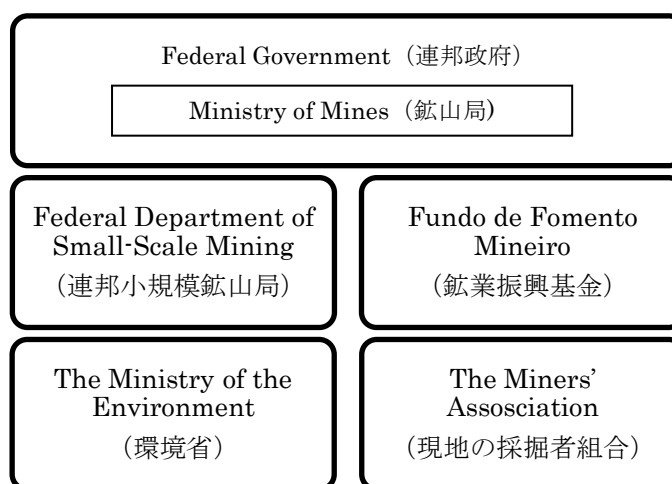 Federal Government（連邦政府）
Ministry of Mines（鉱山局)
Federal Department of
Small-Scale Mining
（連邦小規模鉱山局）
Fundo de Fomento
Mineiro
（鉱業振興基金）
The Ministry of the
Environment
（環境省）
The Miners’
Assosciation
（現地の採掘者組合）